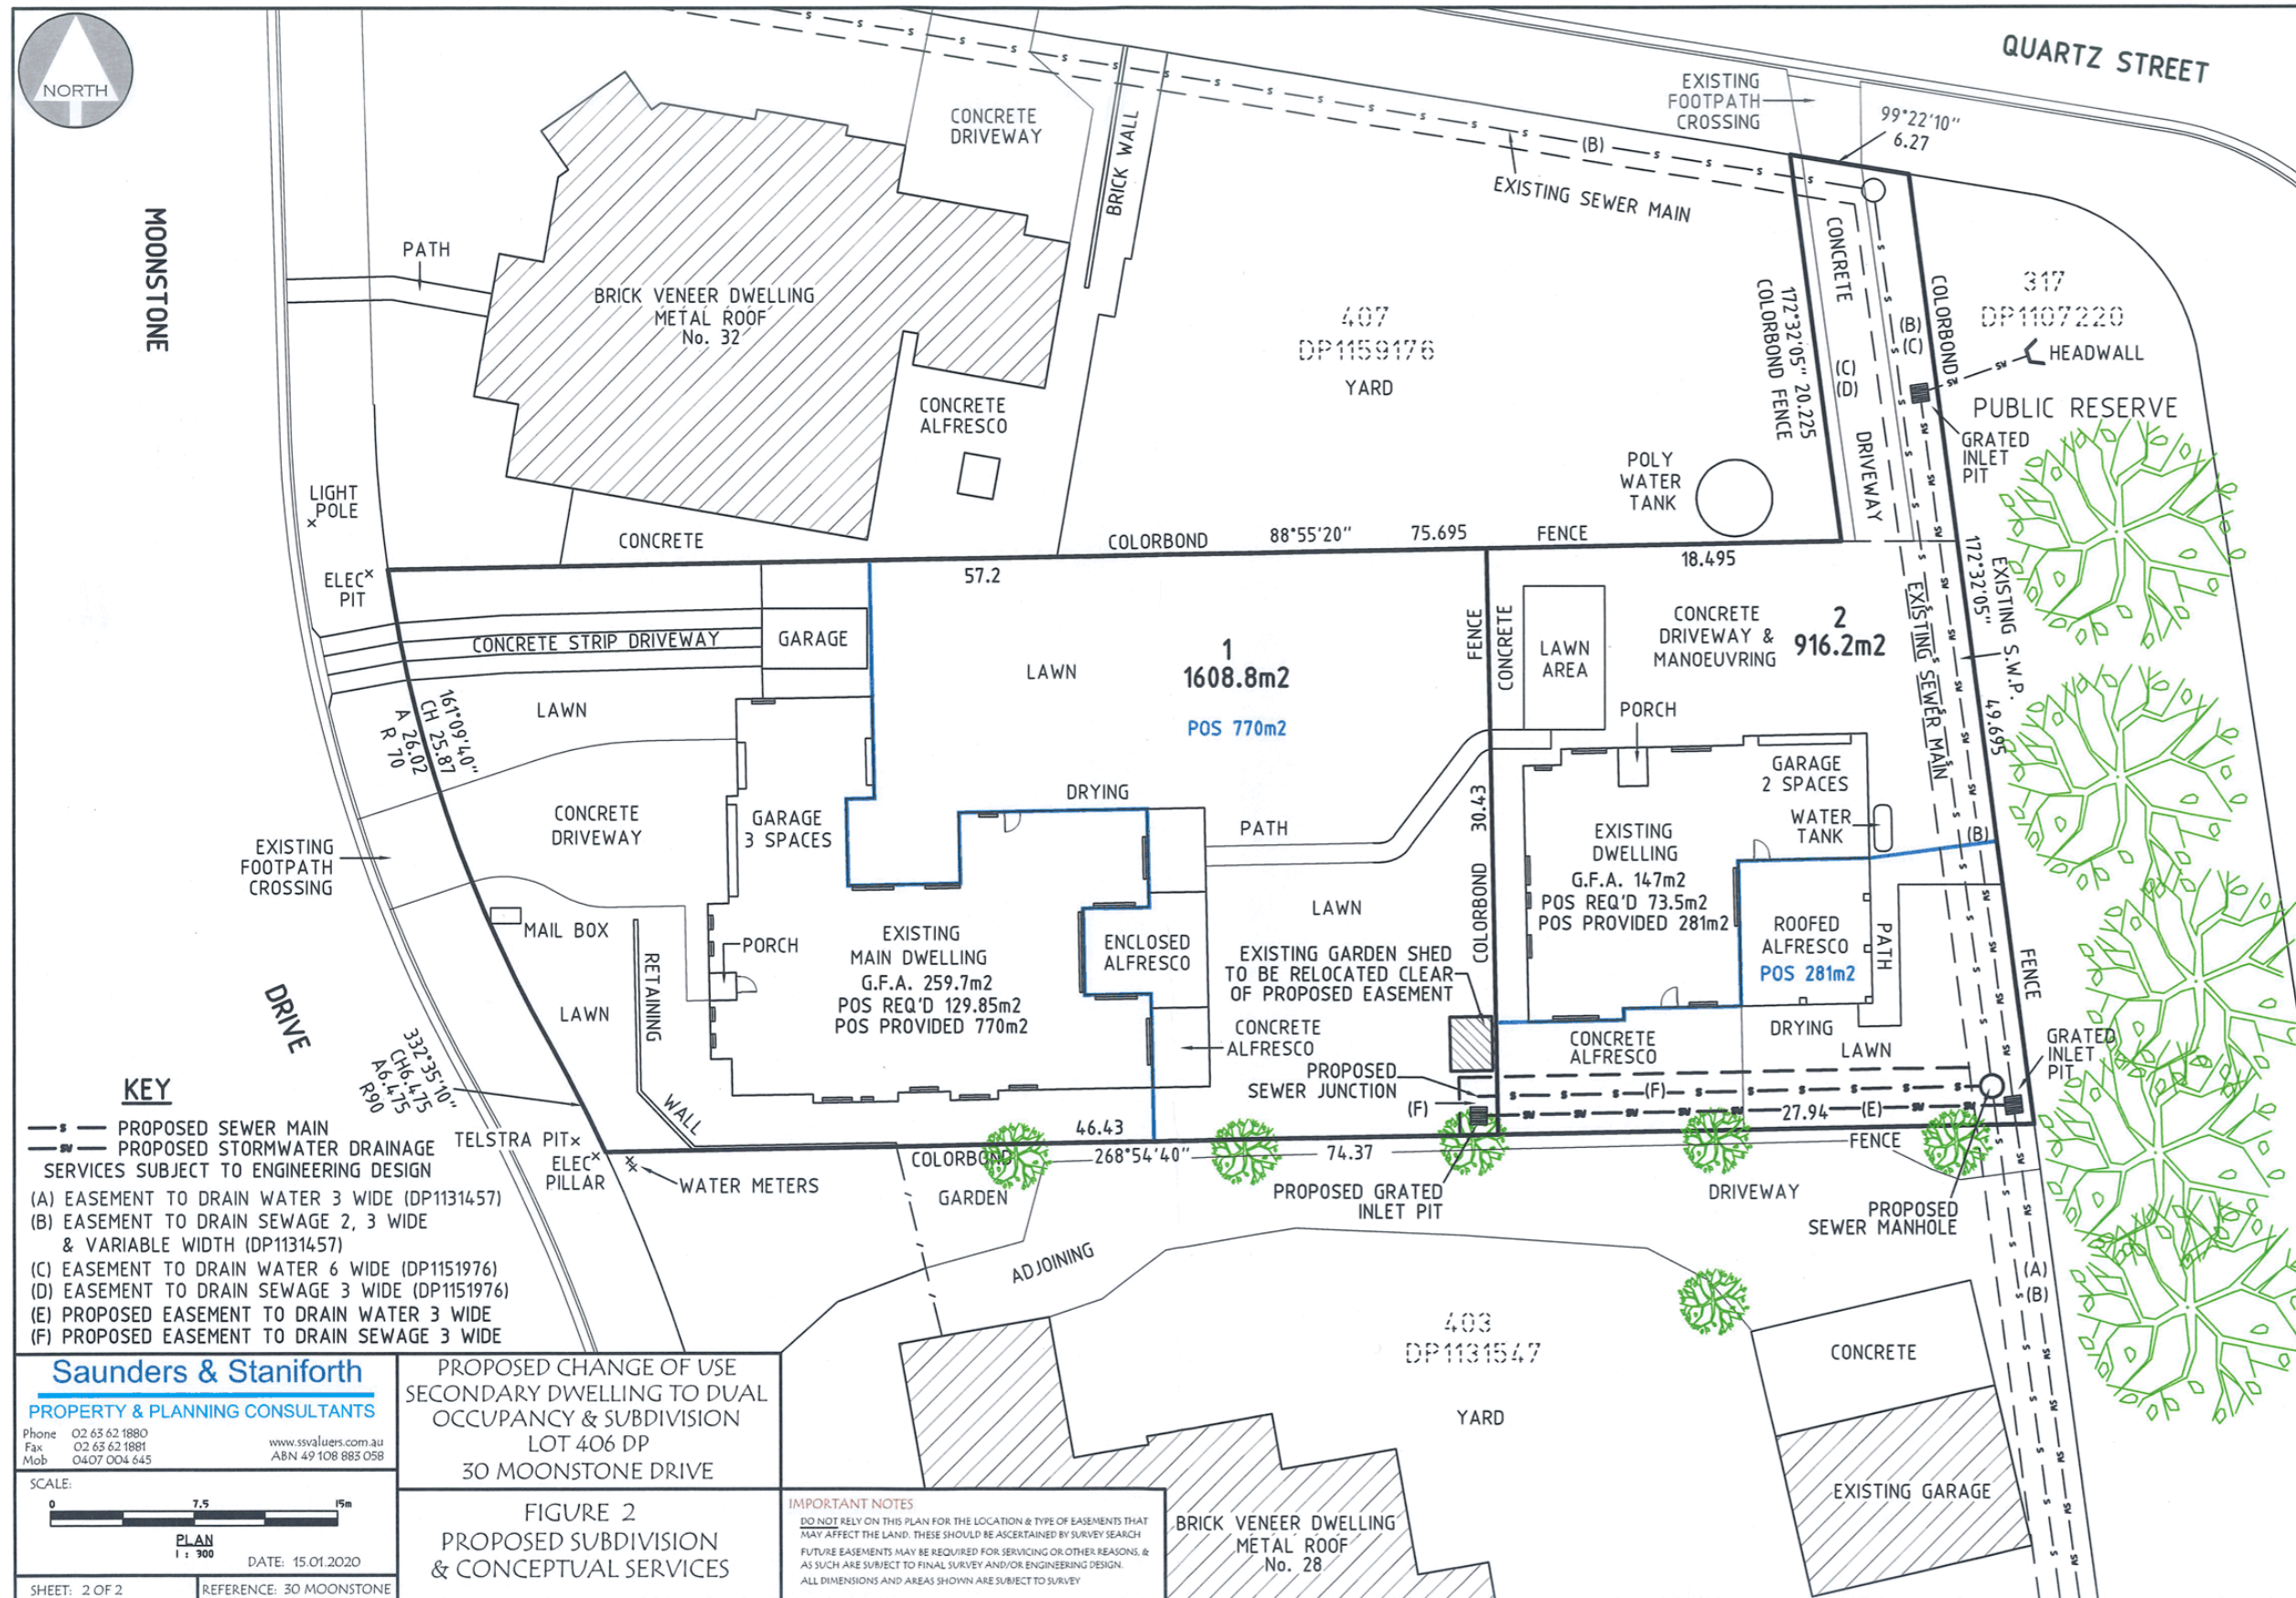 NORTH
QUARTZ STREET
EXISTING
FOOTPATH
CROSSING
99°22'10"
6.27
CONCRETE
DRIVEWAY
BRICK WALL
(B)
EXISTING SEWER MAIN
MOONSTONE
PATH
BRICK VENEER DWELLING
METAL ROOF
No. 32
407
DP1159176
YARD
172°32'05" 20.225
COLORBOND FENCE
CONCRETE
DRIVEWAY
(B)
(C)
(C)
(D)
COLORBOND
317
DP1107220
HEADWALL
PUBLIC RESERVE
GRATED
INLET
PIT
CONCRETE
ALFRESCO
POLY
WATER
TANK
LIGHT
POLE
CONCRETE
COLORBOND
88°55'20"
75.695
FENCE
ELEC
PIT
57.2
18.495
CONCRETE STRIP DRIVEWAY
GARAGE
LAWN
1
1608.8m2
POS 770m2
FENCE
CONCRETE
LAWN
AREA
CONCRETE
DRIVEWAY &
MANOEUVRING
2
916.2m2
EXISTING SEWER MAIN
172°32'05"
49.695
EXISTING S.W.P.
LAWN
161°09'40"
CH 25.87
A 26.02
R 70
PORCH
GARAGE
2 SPACES
WATER
TANK
(B)
DRYING
CONCRETE
DRIVEWAY
GARAGE
3 SPACES
PATH
30.43
COLORBOND
EXISTING
FOOTPATH
CROSSING
EXISTING
DWELLING
G.F.A. 147m2
POS REQ'D 73.5m2
POS PROVIDED 281m2
ROOFED
ALFRESCO
POS 281m2
PATH
FENCE
MAIL BOX
RETAINING
WALL
PORCH
EXISTING
MAIN DWELLING
G.F.A. 259.7m2
POS REQ'D 129.85m2
POS PROVIDED 770m2
ENCLOSED
ALFRESCO
LAWN
EXISTING GARDEN SHED
TO BE RELOCATED CLEAR
OF PROPOSED EASEMENT
DRIVE
LAWN
CONCRETE
ALFRESCO
CONCRETE
ALFRESCO
DRYING
LAWN
GRATED
INLET
PIT
332°35'10"
CH6.475
A6.475
R90
PROPOSED
SEWER JUNCTION
(F)
(F)
27.94
(E)
46.43
FENCE
COLORBOND
268°54'40"
74.37
TELSTRA PIT
ELEC
PILLAR
WATER METERS
GARDEN
PROPOSED GRATED
INLET PIT
DRIVEWAY
PROPOSED
SEWER MANHOLE
ADJOINING
(A)
(B)
403
DP1131547
YARD
CONCRETE
EXISTING GARAGE
BRICK VENEER DWELLING
METAL ROOF
No. 28
KEY
s PROPOSED SEWER MAIN
SW PROPOSED STORMWATER DRAINAGE
SERVICES SUBJECT TO ENGINEERING DESIGN
(A) EASEMENT TO DRAIN WATER 3 WIDE (DP1131457)
(B) EASEMENT TO DRAIN SEWAGE 2, 3 WIDE
& VARIABLE WIDTH (DP1131457)
(C) EASEMENT TO DRAIN WATER 6 WIDE (DP1151976)
(D) EASEMENT TO DRAIN SEWAGE 3 WIDE (DP1151976)
(E) PROPOSED EASEMENT TO DRAIN WATER 3 WIDE
(F) PROPOSED EASEMENT TO DRAIN SEWAGE 3 WIDE
Saunders & Staniforth
PROPERTY & PLANNING CONSULTANTS
Phone 02 63 62 1880
Fax 02 63 62 1881
Mob 0407 004 645
www.ssvaluers.com.au
ABN 49 108 883 058
SCALE:
0 7.5 15m
PLAN
1 : 300
DATE: 15.01.2020
SHEET: 2 OF 2
REFERENCE: 30 MOONSTONE
PROPOSED CHANGE OF USE
SECONDARY DWELLING TO DUAL
OCCUPANCY & SUBDIVISION
LOT 406 DP
30 MOONSTONE DRIVE
FIGURE 2
PROPOSED SUBDIVISION
& CONCEPTUAL SERVICES
IMPORTANT NOTES
DO NOT RELY ON THIS PLAN FOR THE LOCATION & TYPE OF EASEMENTS THAT
MAY AFFECT THE LAND. THESE SHOULD BE ASCERTAINED BY SURVEY SEARCH
FUTURE EASEMENTS MAY BE REQUIRED FOR SERVICING OR OTHER REASONS, &
AS SUCH ARE SUBJECT TO FINAL SURVEY AND/OR ENGINEERING DESIGN.
ALL DIMENSIONS AND AREAS SHOWN ARE SUBJECT TO SURVEY